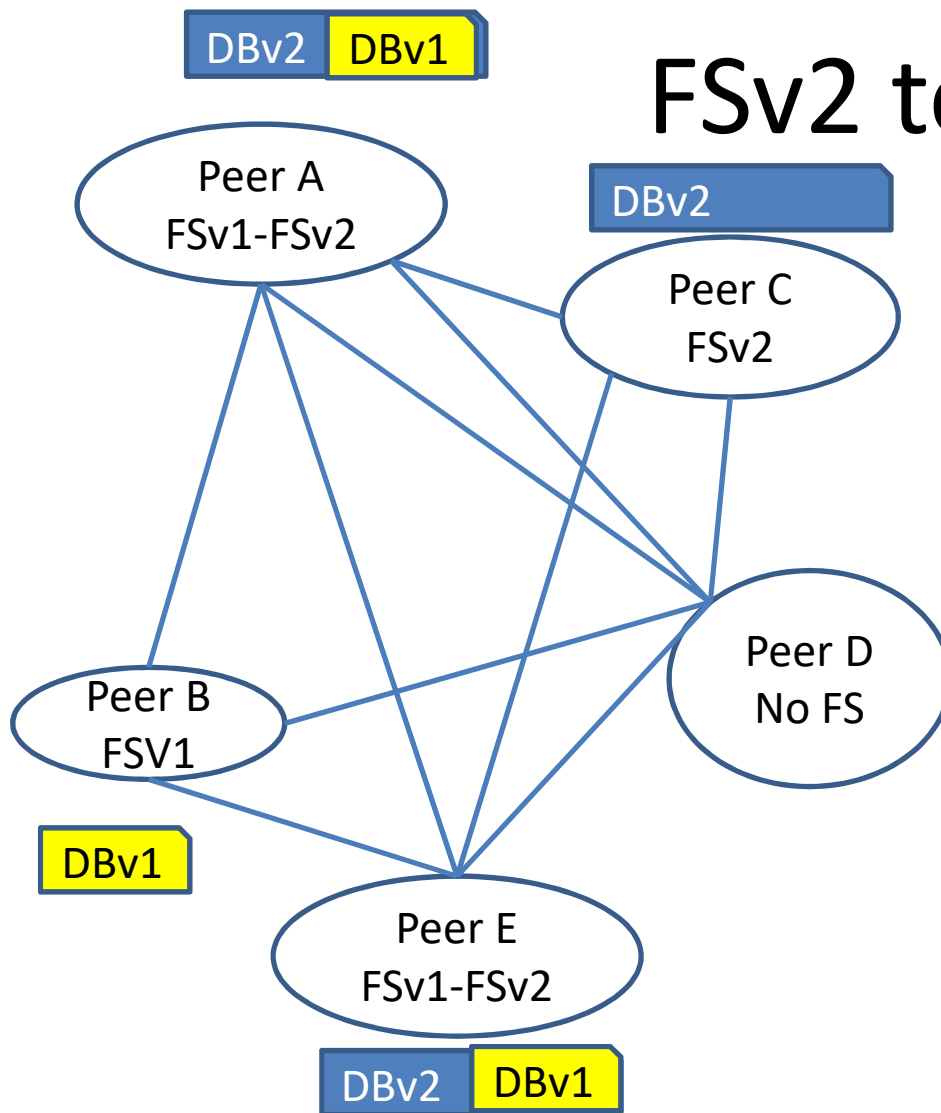 DBv2 DBv1
FSv2 t
Peer A
FSv1-FSv2
DBv2
Peer C
FSv2
Peer D
No FS
Peer B
FSV1
DBv1
Peer E
FSv1-FSv2
DBv2 DBv1